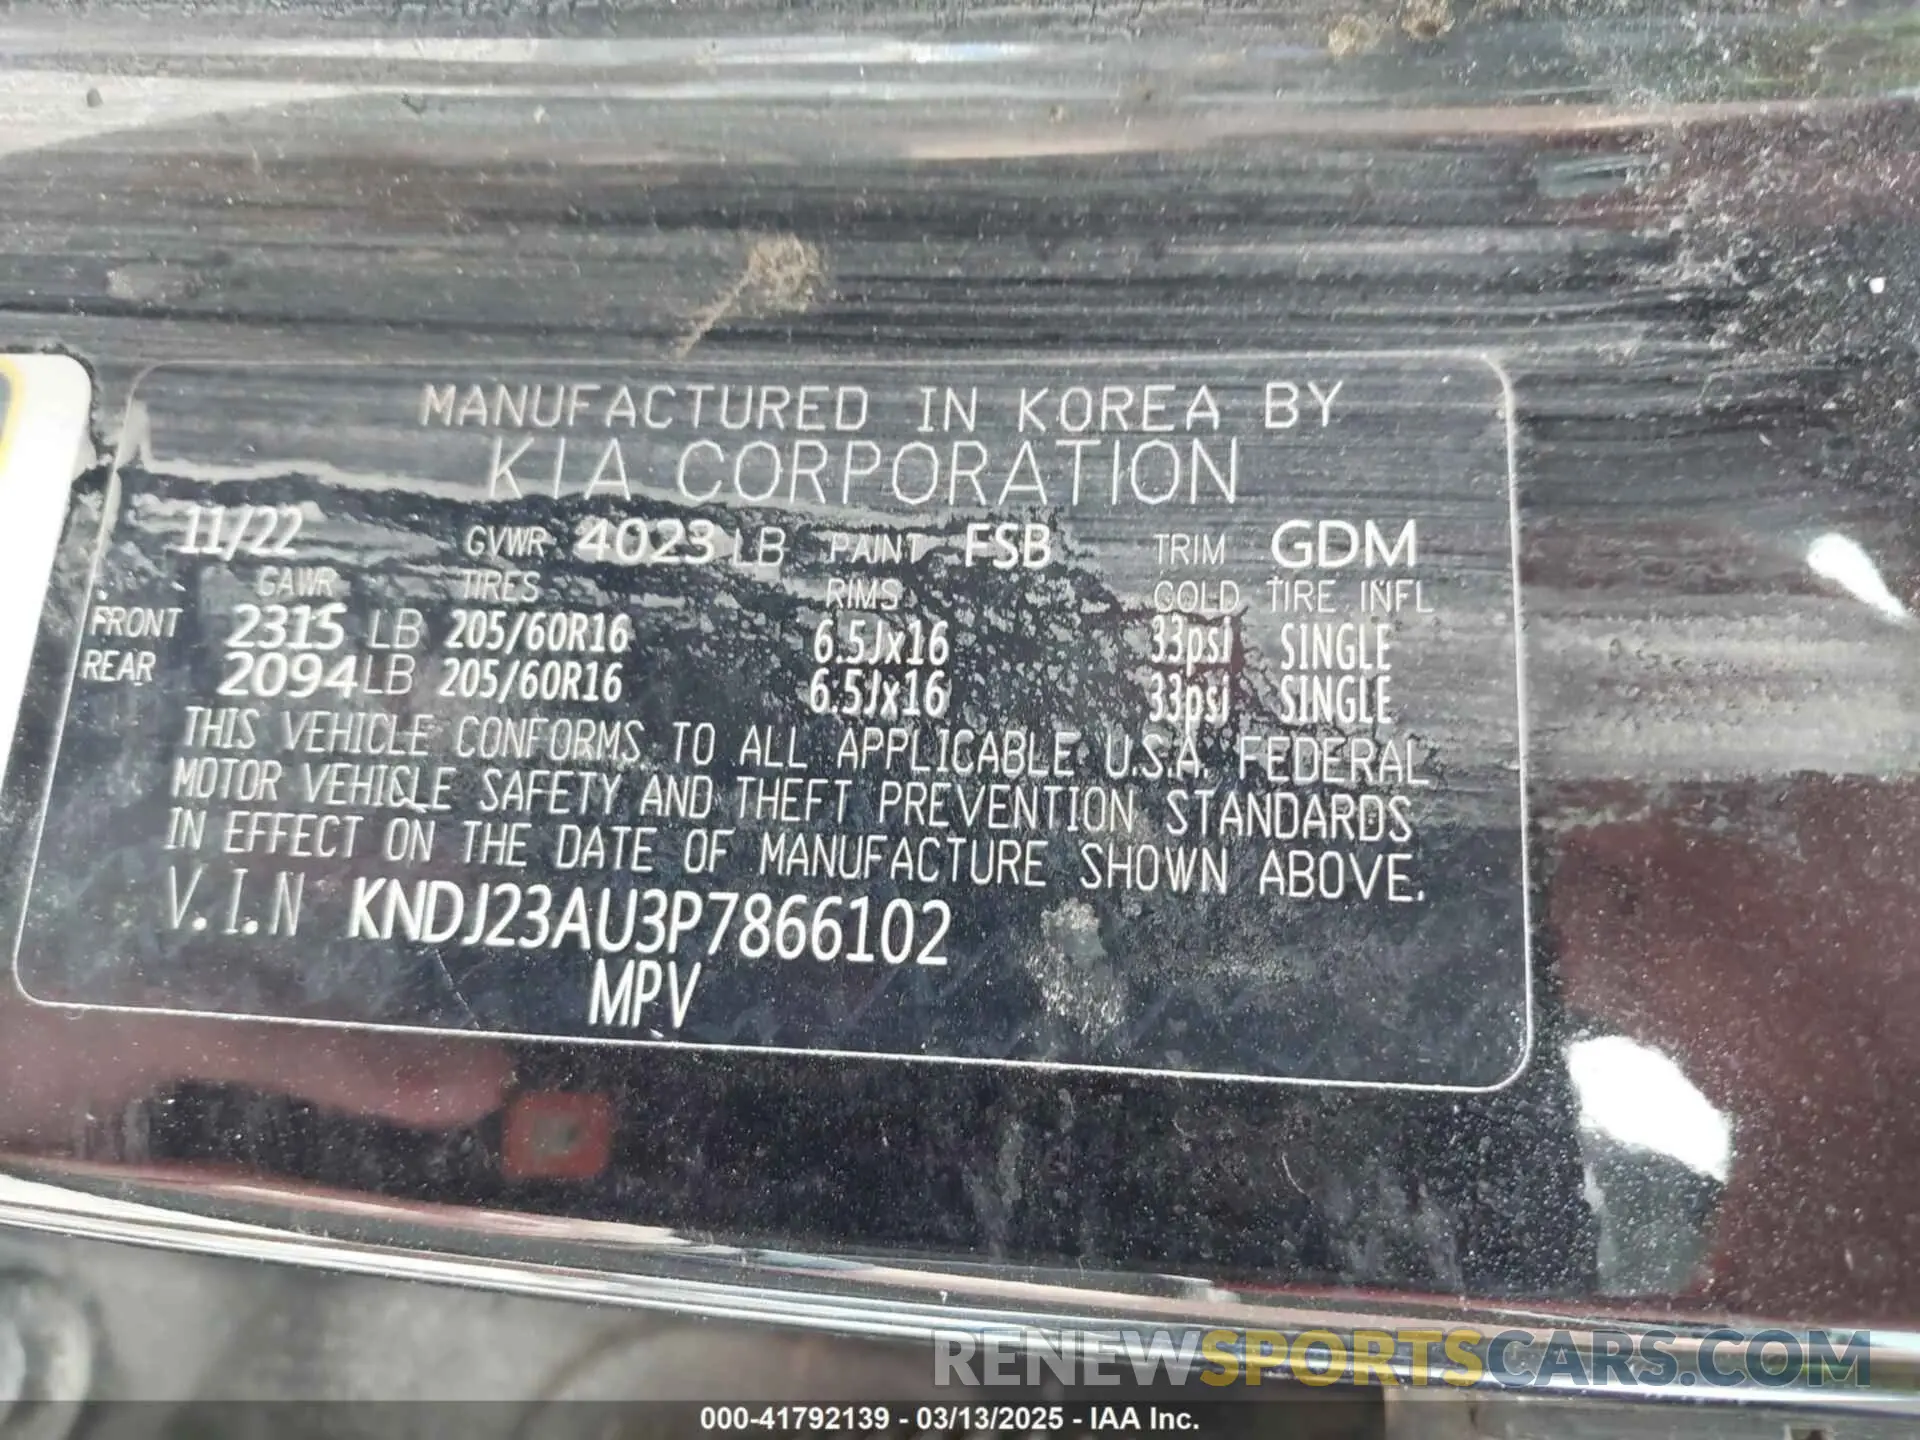 MANUFACTURED IN KOREA BY
KIA CORPORATION
11/22 GVWR 4023 LB PAINT FSB TRIM GDM
GAWR TIRES RIMS COLD TIRE INFL
FRONT 2315 LB 205/60R16 6.5Jx16 33psi SINGLE
REAR 2094 LB 205/60R16 6.5Jx16 33psi SINGLE
THIS VEHICLE CONFORMS TO ALL APPLICABLE U.S.A. FEDERAL
MOTOR VEHICLE SAFETY AND THEFT PREVENTION STANDARDS
IN EFFECT ON THE DATE OF MANUFACTURE SHOWN ABOVE.
V.I.N KNDJ23AU3P7866102
MPV
RENEWSPORTSCARS.COM
000-41792139 - 03/13/2025 - IAA Inc.